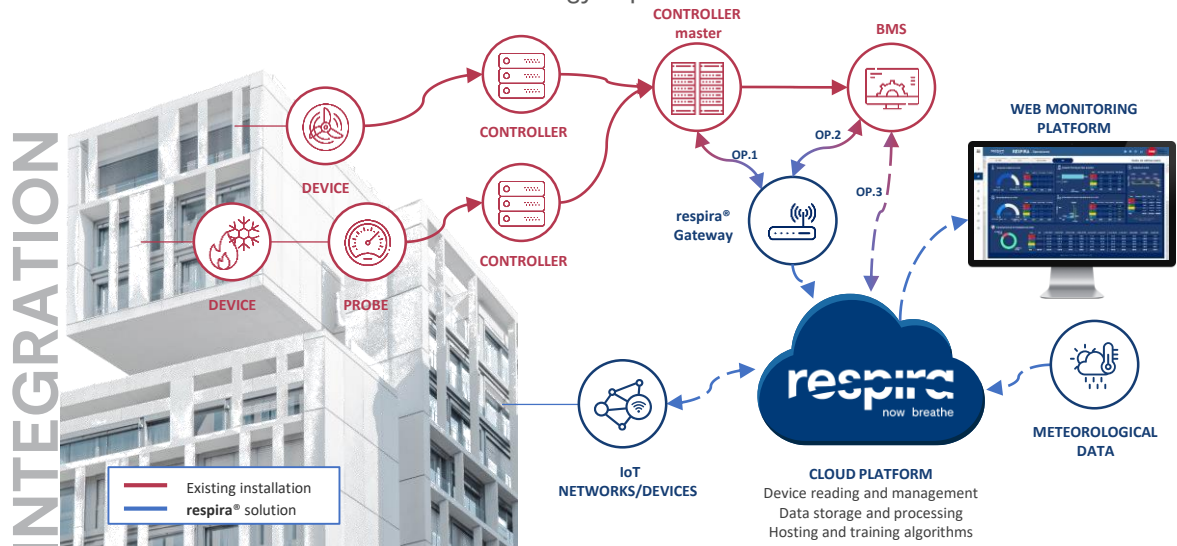 CONTROLLER
master
BMS
CONTROLLER
DEVICE
OP.1
OP.2
OP.3
WEB MONITORING
PLATFORM
respira®
Gateway
CONTROLLER
DEVICE
PROBE
INTEGRATION
respira
now breathe
IoT
NETWORKS/DEVICES
METEOROLOGICAL
DATA
CLOUD PLATFORM
Device reading and management
Data storage and processing
Hosting and training algorithms
Existing installation
respira® solution